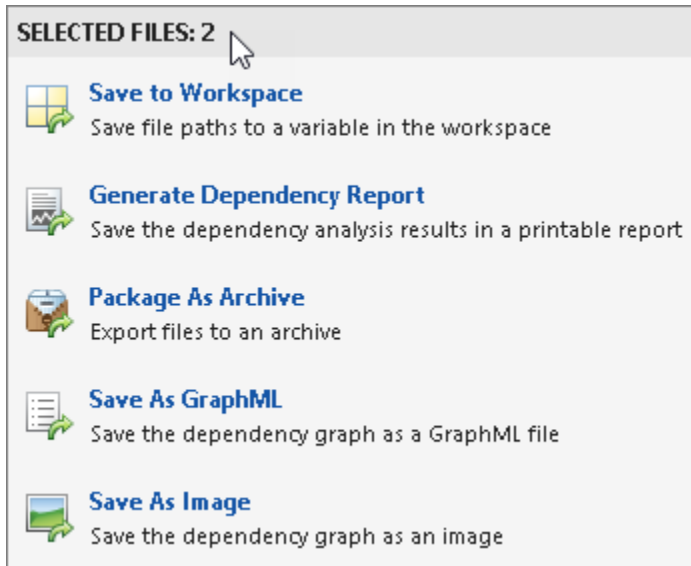 SELECTED FILES: 2
Save to Workspace
Save file paths to a variable in the workspace
Generate Dependency Report
Save the dependency analysis results in a printable report
Package As Archive
Export files to an archive
Save As GraphML
Save the dependency graph as a GraphML file
Save As Image
Save the dependency graph as an image